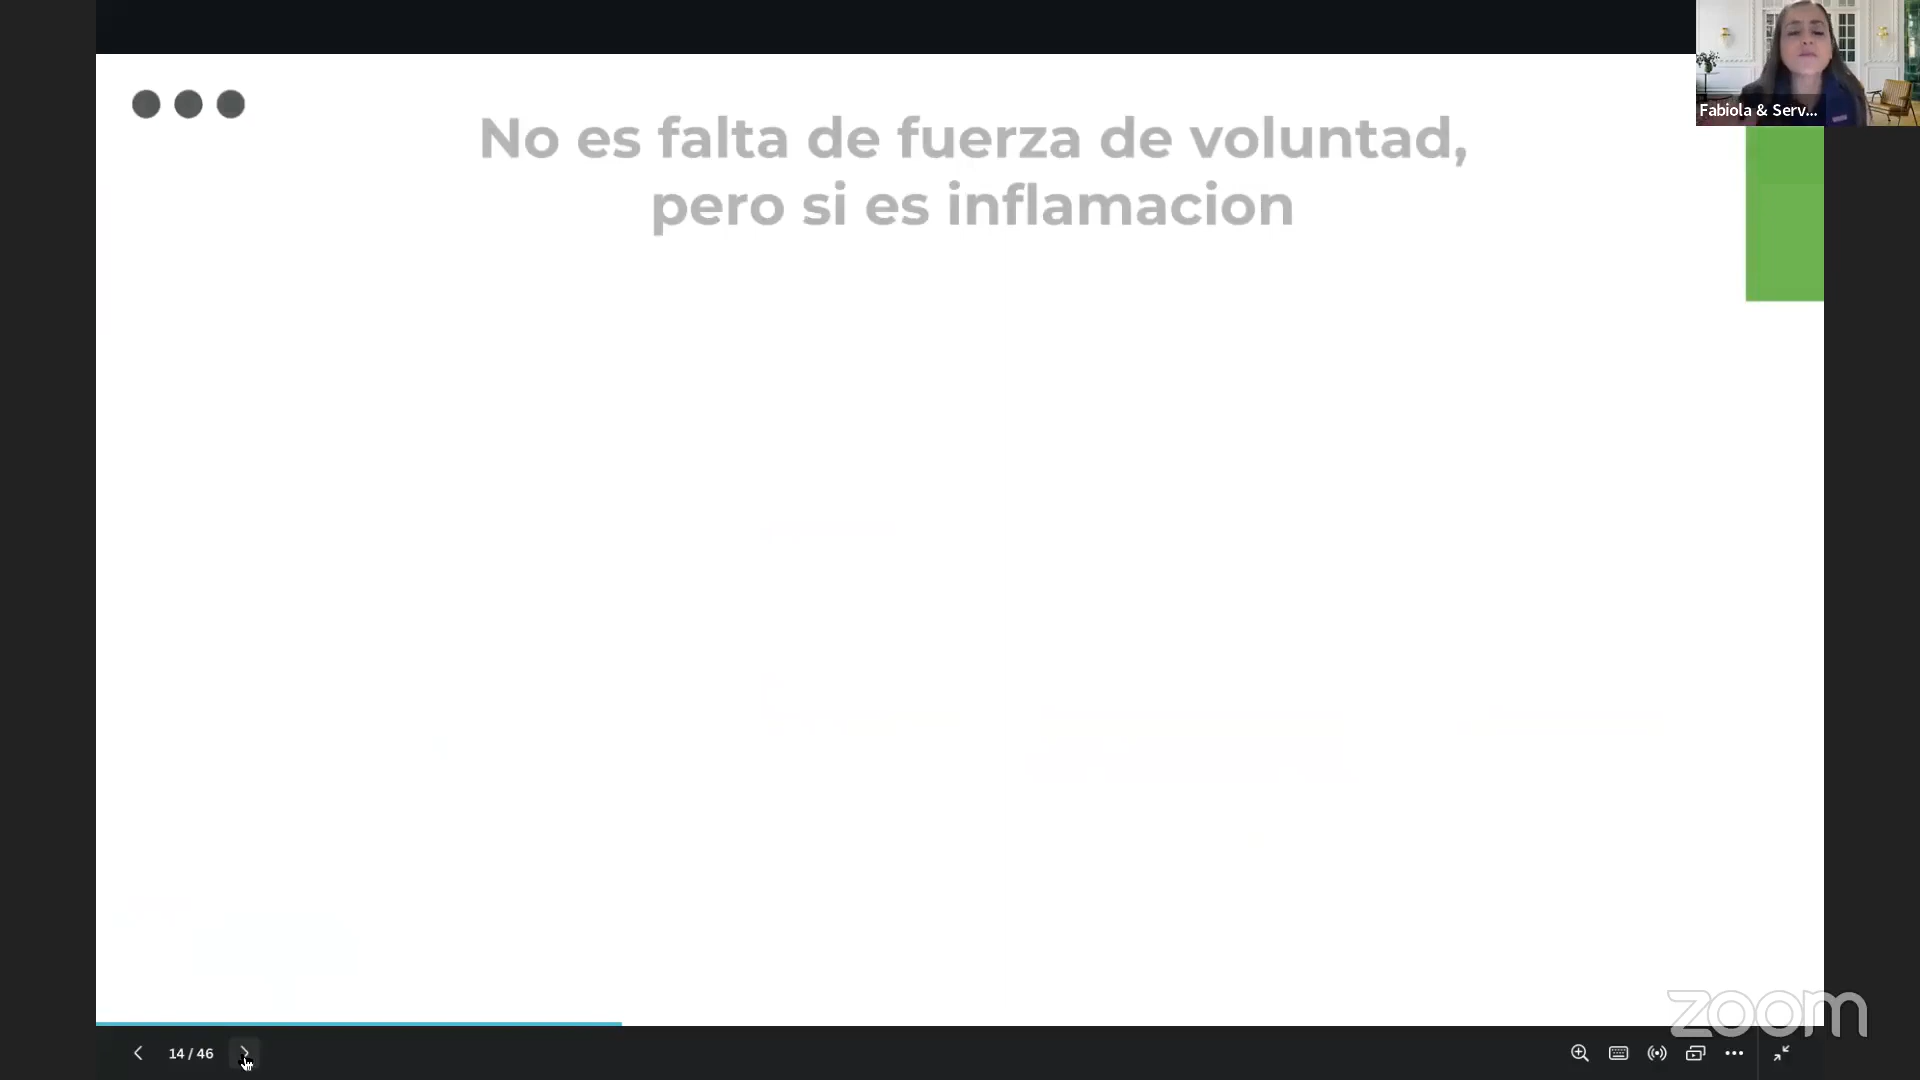 Fabiola & Serv...
No es falta de fuerza de voluntad,
pero si es inflamacion
zoom
14 / 46